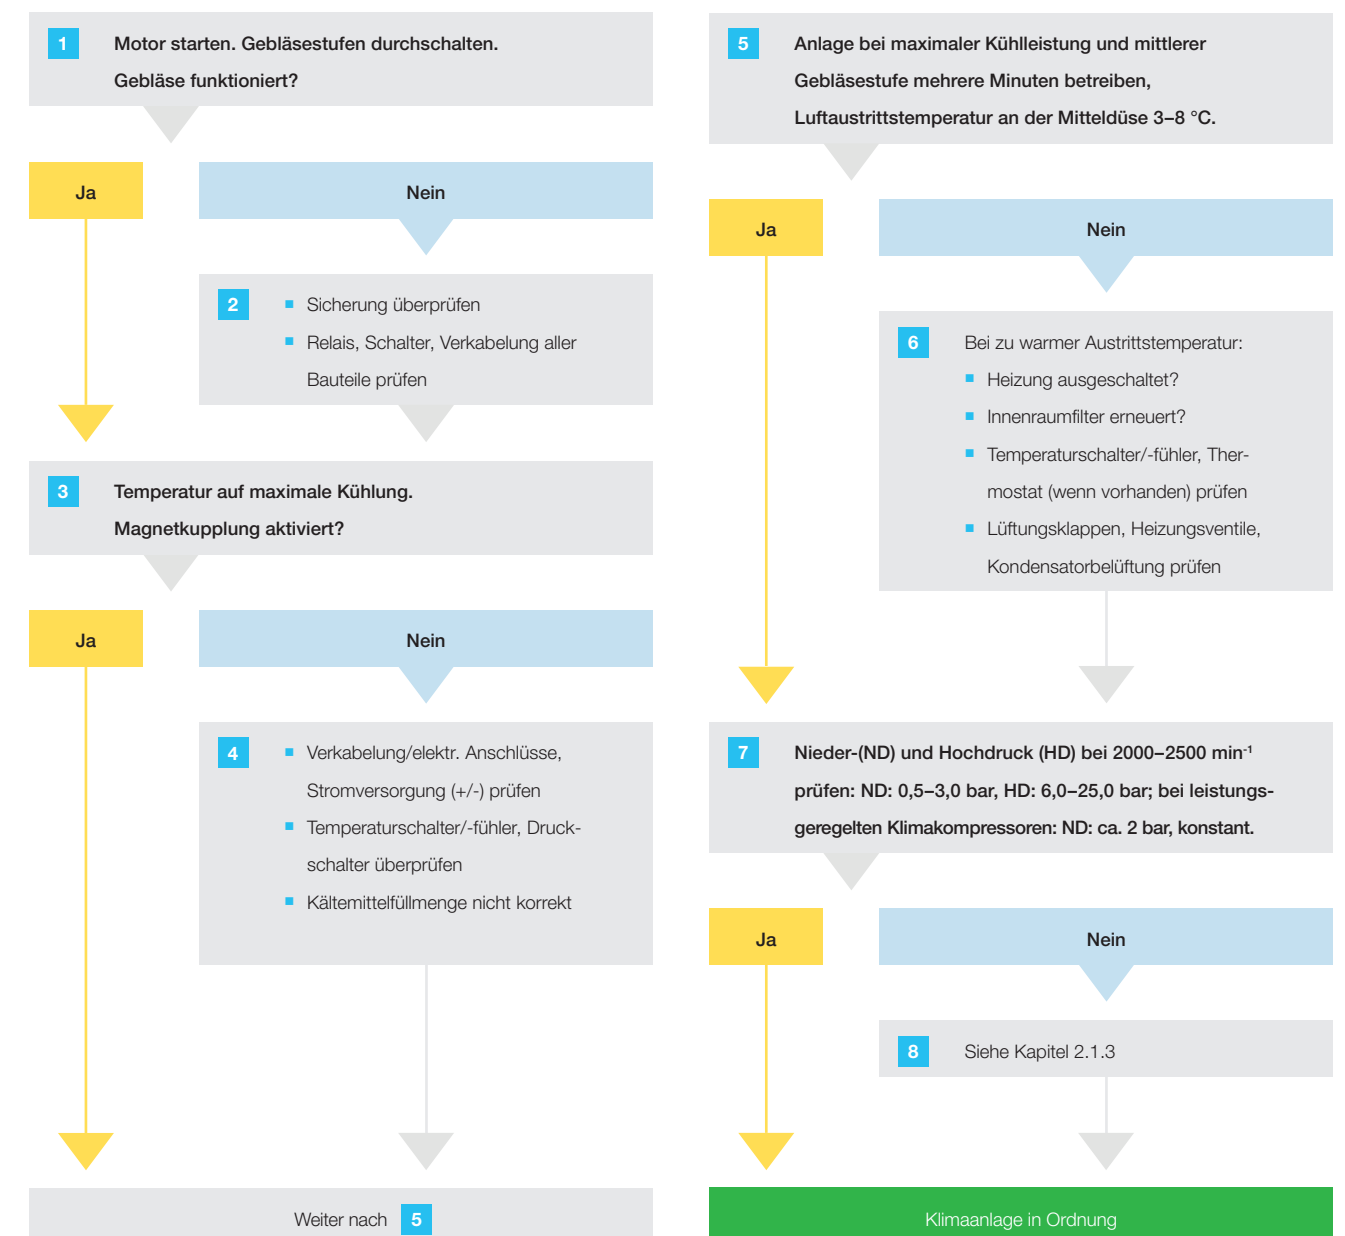 1 Motor starten. Gebläsestufen durchschalten.
Gebläse funktioniert?
Ja
Nein
2 ▪ Sicherung überprüfen
▪ Relais, Schalter, Verkabelung aller
Bauteile prüfen
3 Temperatur auf maximale Kühlung.
Magnetkupplung aktiviert?
Ja
Nein
4 ▪ Verkabelung/elektr. Anschlüsse,
Stromversorgung (+/-) prüfen
▪ Temperaturschalter/-fühler, Druck-
schalter überprüfen
▪ Kältemittelfüllmenge nicht korrekt
Weiter nach 5
5 Anlage bei maximaler Kühlleistung und mittlerer
Gebläsestufe mehrere Minuten betreiben,
Luftaustrittstemperatur an der Mitteldüse 3–8 °C.
Ja
Nein
6 Bei zu warmer Austrittstemperatur:
▪ Heizung ausgeschaltet?
▪ Innenraumfilter erneuert?
▪ Temperaturschalter/-fühler, Ther-
mostat (wenn vorhanden) prüfen
▪ Lüftungsklappen, Heizungsventile,
Kondensatorbelüftung prüfen
7 Nieder-(ND) und Hochdruck (HD) bei 2000–2500 min⁻¹
prüfen: ND: 0,5–3,0 bar, HD: 6,0–25,0 bar; bei leistungs-
geregelten Klimakompressoren: ND: ca. 2 bar, konstant.
Ja
Nein
8 Siehe Kapitel 2.1.3
Klimaanlage in Ordnung